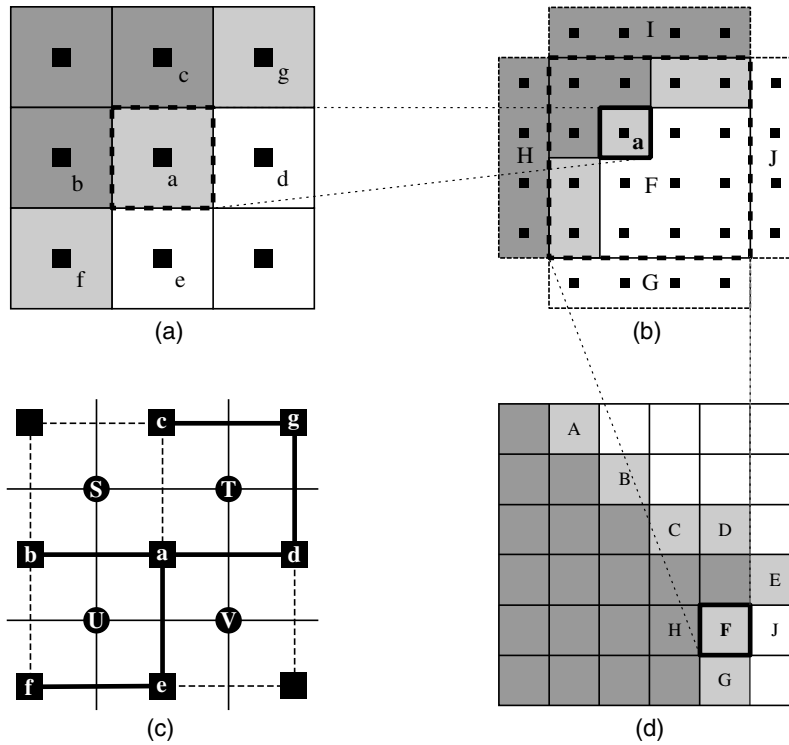 c g
b a d
f e
(a)
I
H a J
F
G
(b)
c g
S T
b a d
U V
f e
(c)
A
B
C D
E
H F J
G
(d)